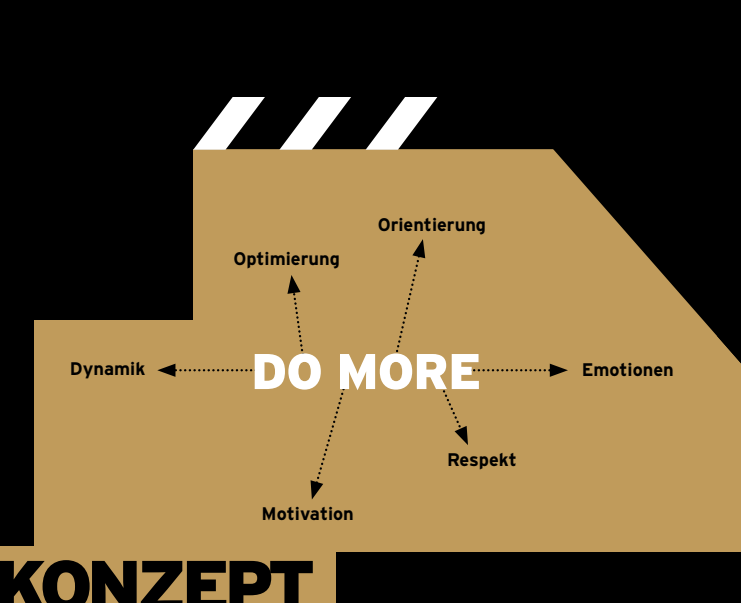 Orientierung
Optimierung
Dynamik
DO MORE
Emotionen
Respekt
Motivation
KONZEPT